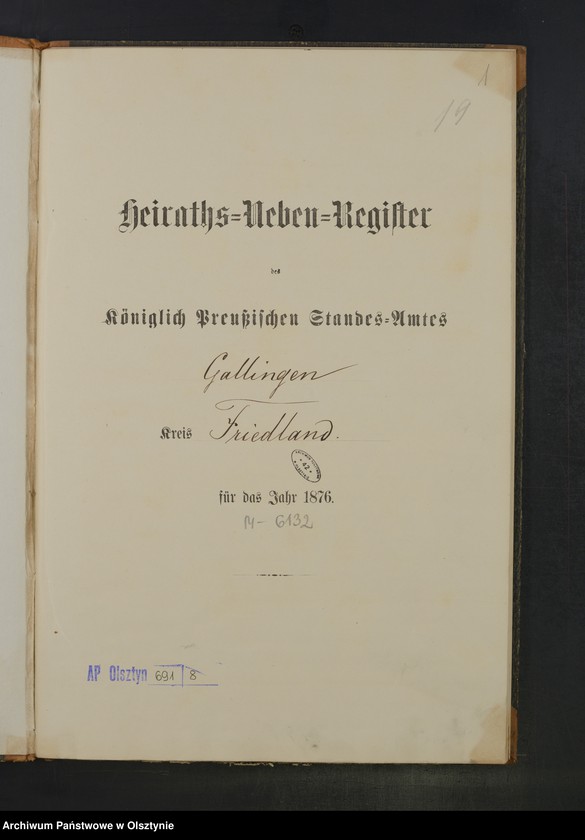 1
19
Heiraths-Neben-Register
des
Königlich Preußischen Standes-Amtes
Gallingen
Kreis Friedland.
für das Jahr 1876.
M- 6132
AP Olsztyn 691 8
Archiwum Państwowe w Olsztynie